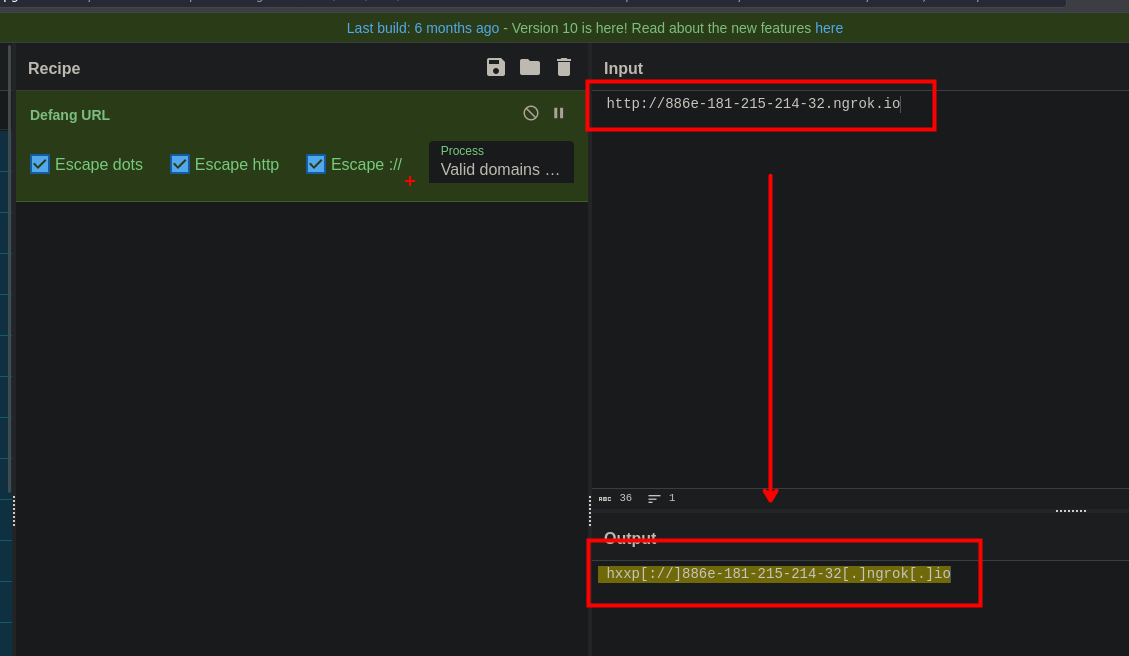 Last build: 6 months ago - Version 10 is here! Read about the new features here
Recipe
Defang URL
Escape dots
Escape http
Escape ://
Process
Valid domains …
Input
http://886e-181-215-214-32.ngrok.io
ABC 36 1
Output
hxxp[://]886e-181-215-214-32[.]ngrok[.]io